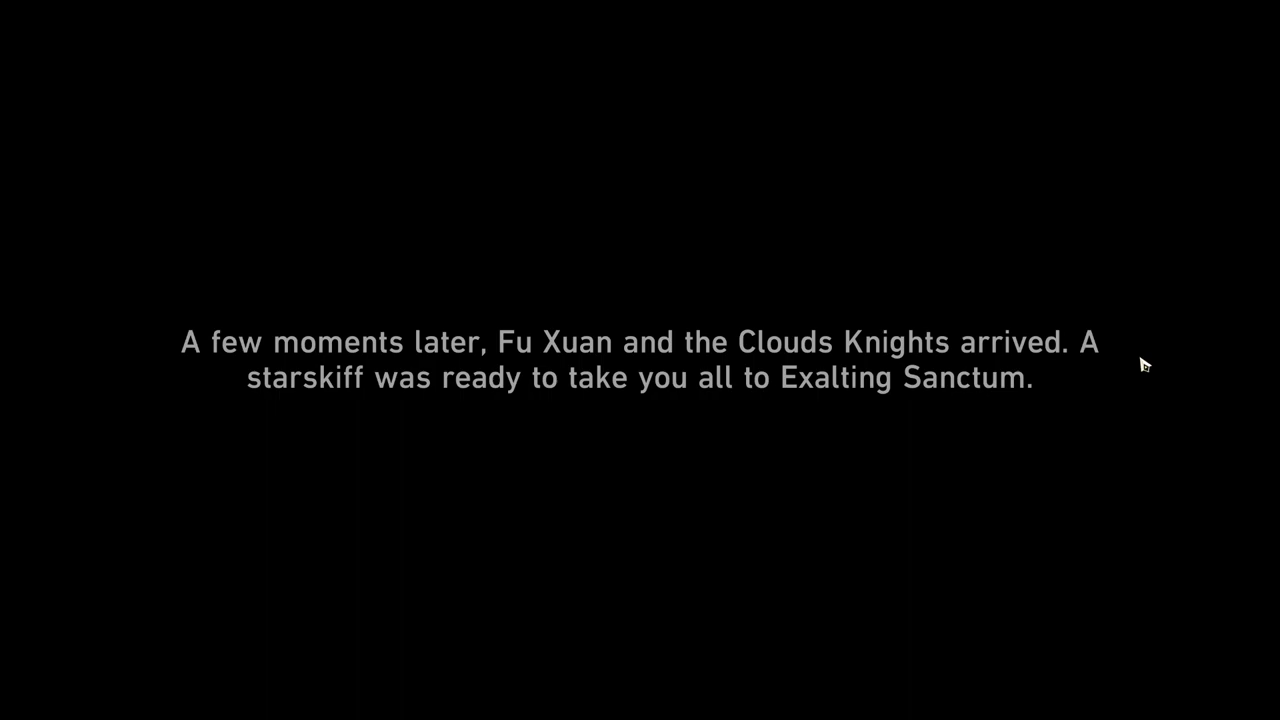 A few moments later, Fu Xuan and the Clouds Knights arrived. A
starskiff was ready to take you all to Exalting Sanctum.